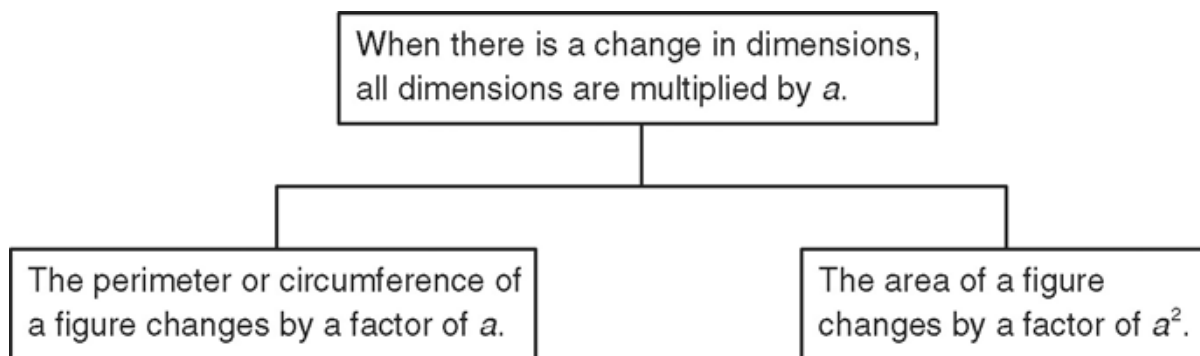 When there is a change in dimensions,
all dimensions are multiplied by a.
The perimeter or circumference of
a figure changes by a factor of a.
The area of a figure
changes by a factor of a².